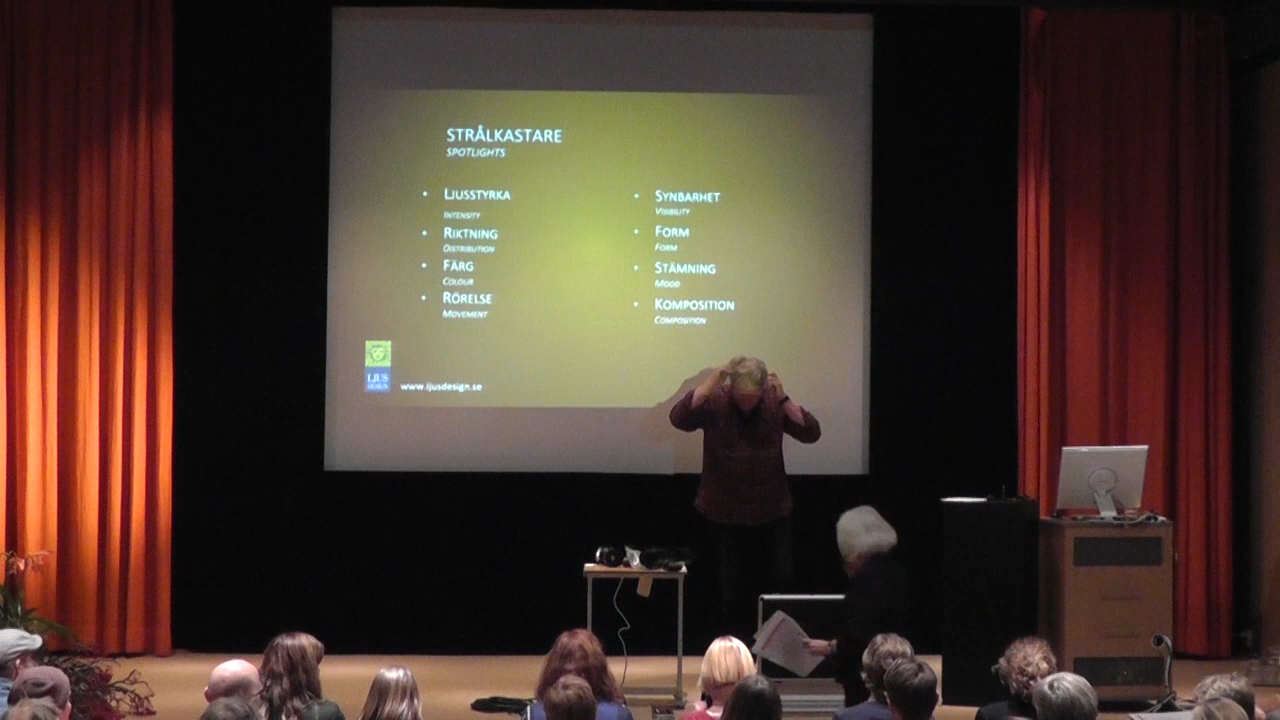 STRÅLKASTARE
SPOTLIGHTS
• LJUSSTYRKA
INTENSITY
• RIKTNING
DISTRIBUTION
• FÄRG
COLOUR
• RÖRELSE
MOVEMENT
• SYNBARHET
VISIBILITY
• FORM
FORM
• STÄMNING
MOOD
• KOMPOSITION
COMPOSITION
LJUS
DESIGN
www.ljusdesign.se